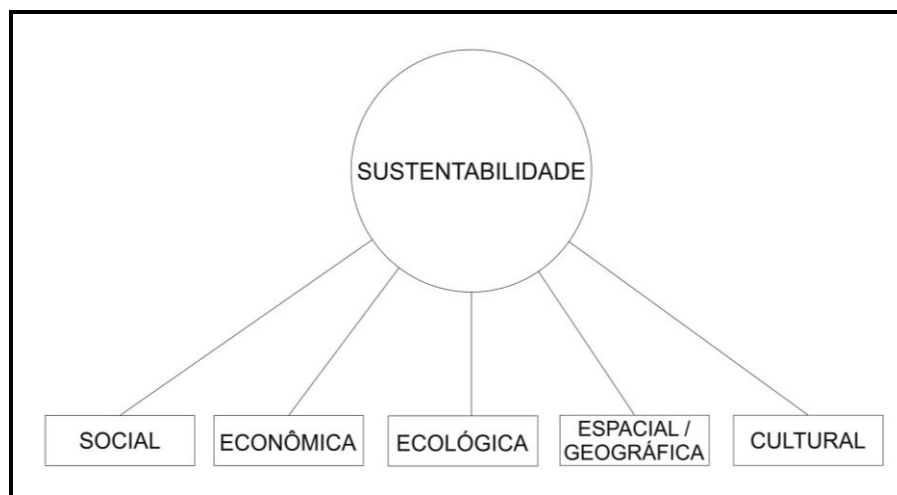 SUSTENTABILIDADE
SOCIAL
ECONÔMICA
ECOLÓGICA
ESPACIAL /
GEOGRÁFICA
CULTURAL